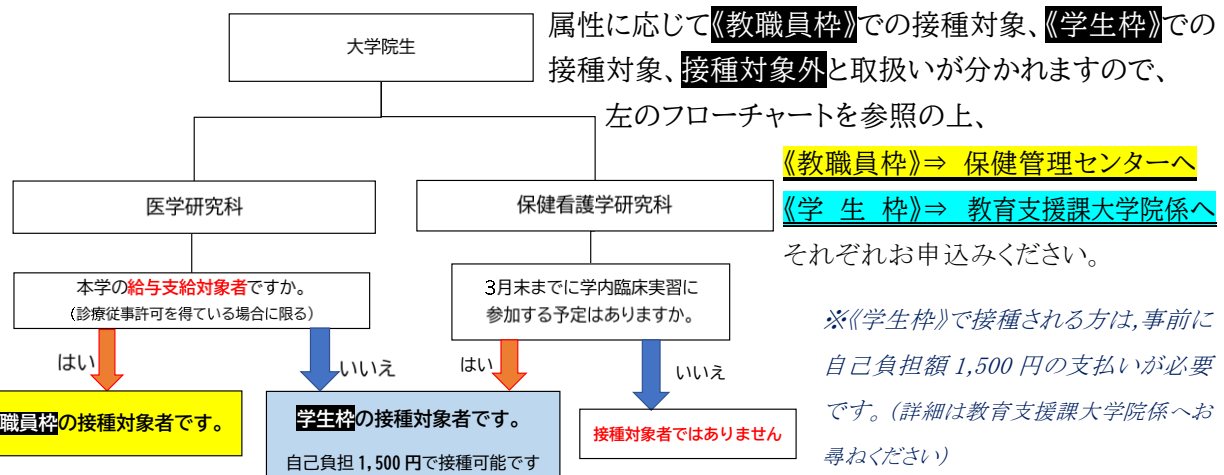 大学院生
属性に応じて《教職員枠》での接種対象、《学生枠》での
接種対象、接種対象外と取扱いが分かれますので、
左のフローチャートを参照の上、
《教職員枠》⇒ 保健管理センターへ
《学 生 枠》⇒ 教育支援課大学院係へ
それぞれお申込みください。
※《学生枠》で接種される方は,事前に
自己負担額 1,500 円の支払いが必要
です。(詳細は教育支援課大学院係へお
尋ねください)
医学研究科
保健看護学研究科
本学の給与支給対象者ですか。
(診療従事許可を得ている場合に限る)
3月末までに学内臨床実習に
参加する予定はありますか。
はい
いいえ
はい
いいえ
職員枠の接種対象者です。
学生枠の接種対象者です。
自己負担 1,500 円で接種可能です
接種対象者ではありません